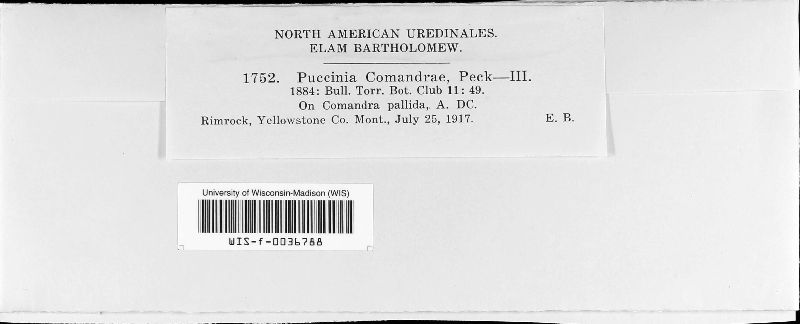 NORTH AMERICAN UREDINALES.
ELAM BARTHOLOMEW.
1752. Puccinia Comandrae, Peck—III.
1884: Bull. Torr. Bot. Club 11: 49.
On Comandra pallida, A. DC.
Rimrock, Yellowstone Co. Mont., July 25, 1917. E. B.
University of Wisconsin-Madison (WIS)
WIS-f-0036788